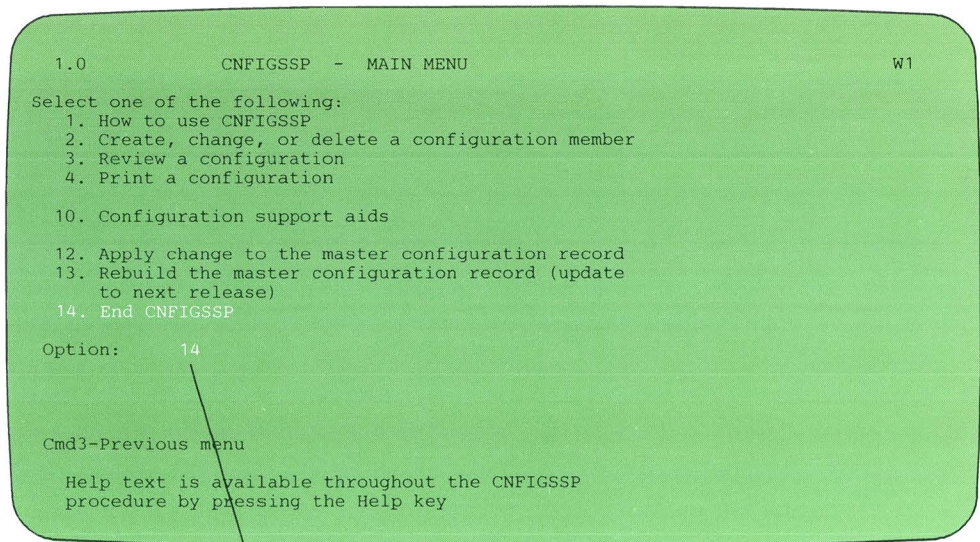 1.0 CNFIGSSP - MAIN MENU W1
Select one of the following:
1. How to use CNFIGSSP
2. Create, change, or delete a configuration member
3. Review a configuration
4. Print a configuration
10. Configuration support aids
12. Apply change to the master configuration record
13. Rebuild the master configuration record (update
to next release)
14. End CNFIGSSP
Option: 14
Cmd3-Previous menu
Help text is available throughout the CNFIGSSP
procedure by pressing the Help key